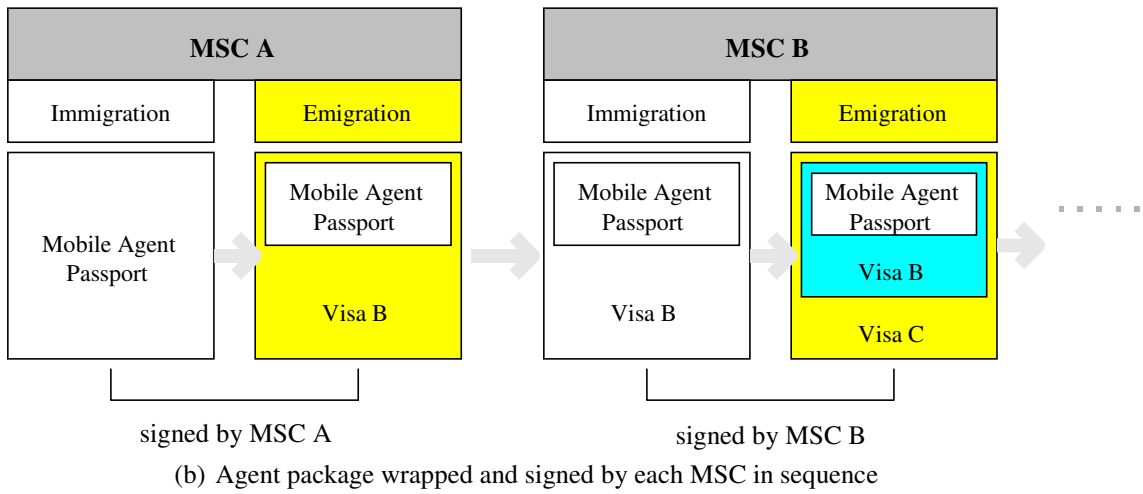 MSC A
MSC B
Immigration
Emigration
Immigration
Emigration
Mobile Agent
Passport
Mobile Agent
Passport
Visa B
Mobile Agent
Passport
Visa B
Mobile Agent
Passport
Visa B
Visa C
signed by MSC A
signed by MSC B
(b) Agent package wrapped and signed by each MSC in sequence